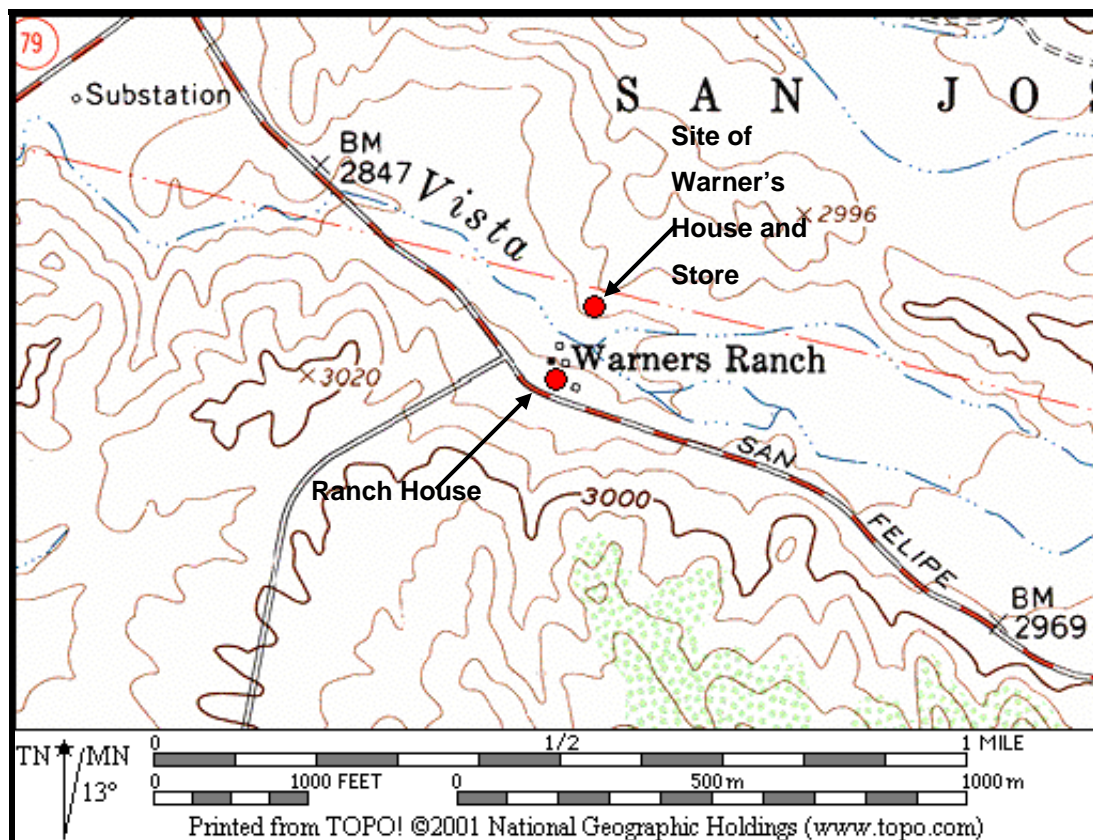 79
Substation
SAN JOS
BM
2847
Vista
Site of
Warner's
House and
Store
2996
Warners Ranch
3020
Ranch House
SAN
3000
FELIPE
BM
2969
TN
MN
13°
0 1/2 1 MILE
0 1000 FEET 0 500 m 1000 m
Printed from TOPO! ©2001 National Geographic Holdings (www.topo.com)